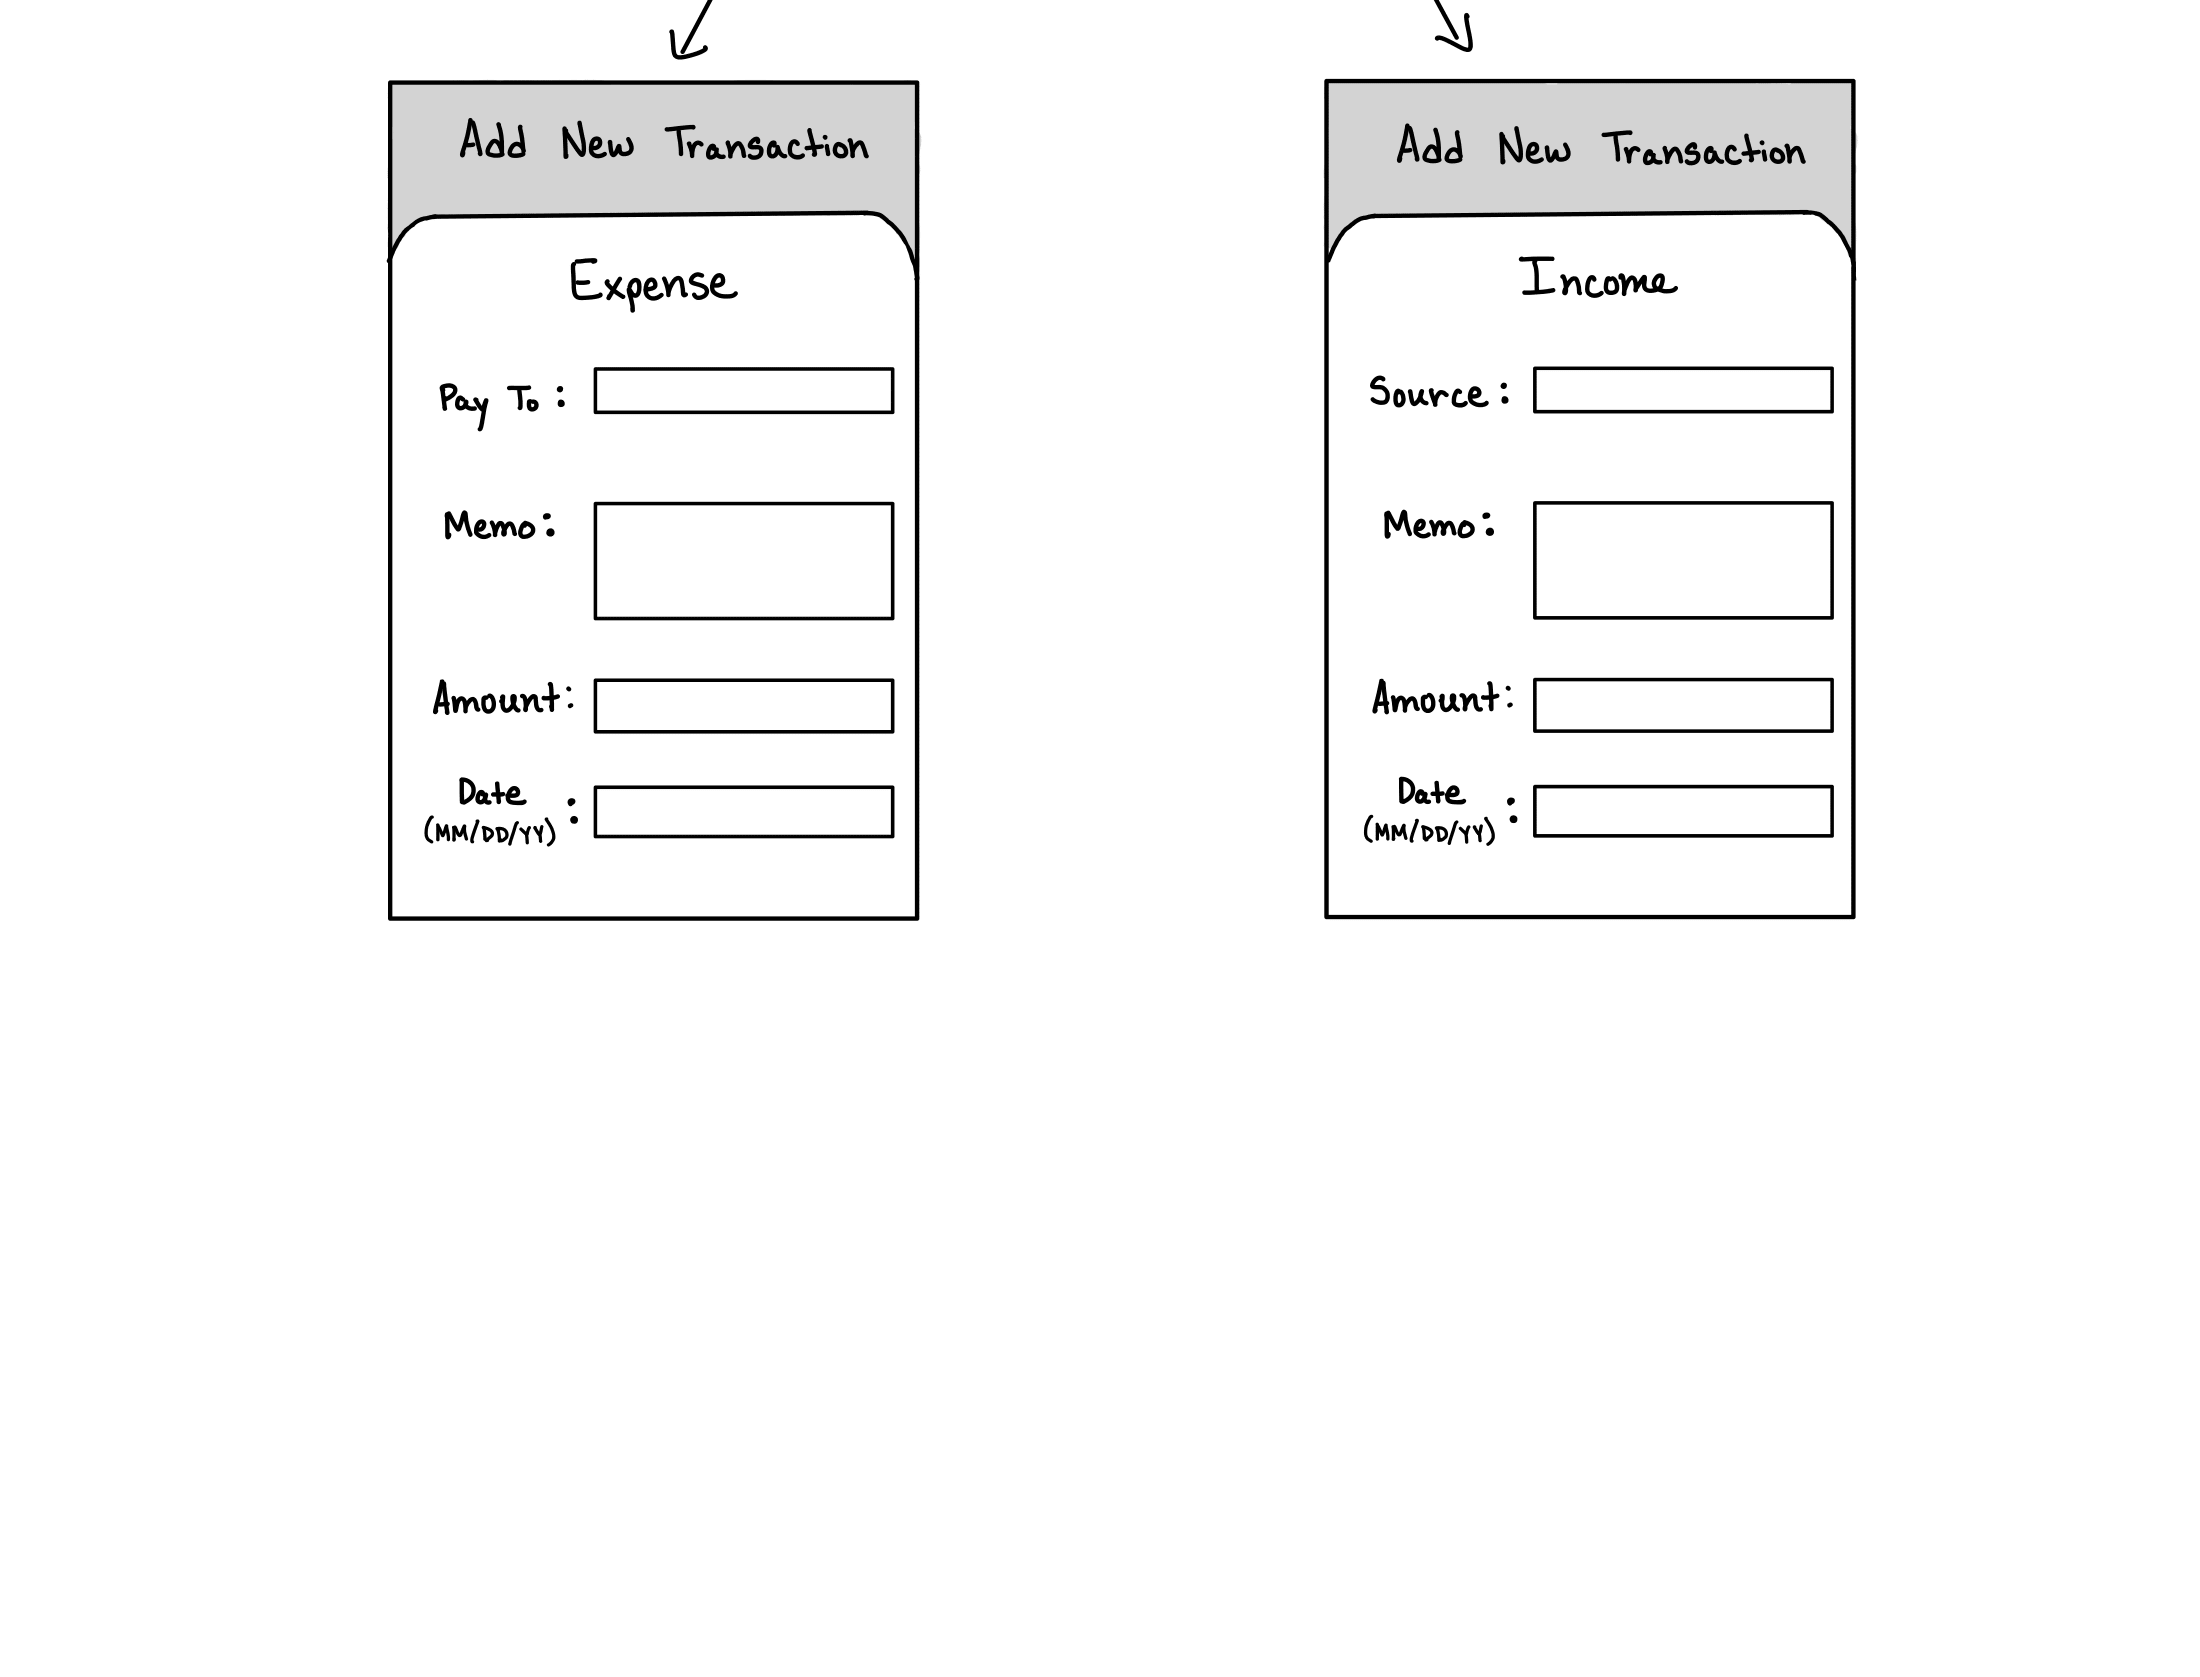 Add New Transaction
Expense
Pay To:
Memo:
Amount:
Date
(MM/DD/YY) :
Add New Transaction
Income
Source:
Memo:
Amount:
Date
(MM/DD/YY) :